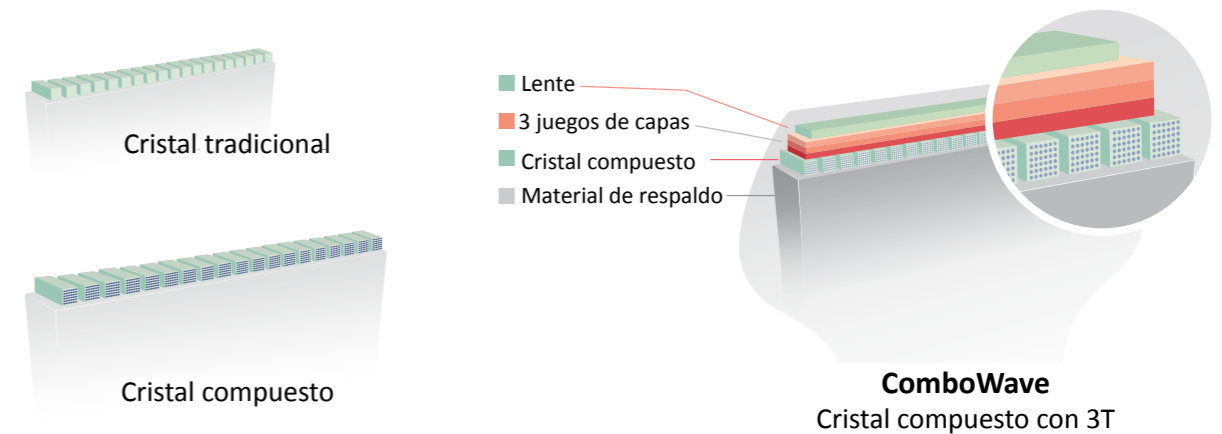 Cristal tradicional
Cristal compuesto
Lente
3 juegos de capas
Cristal compuesto
Material de respaldo
ComboWave
Cristal compuesto con 3T